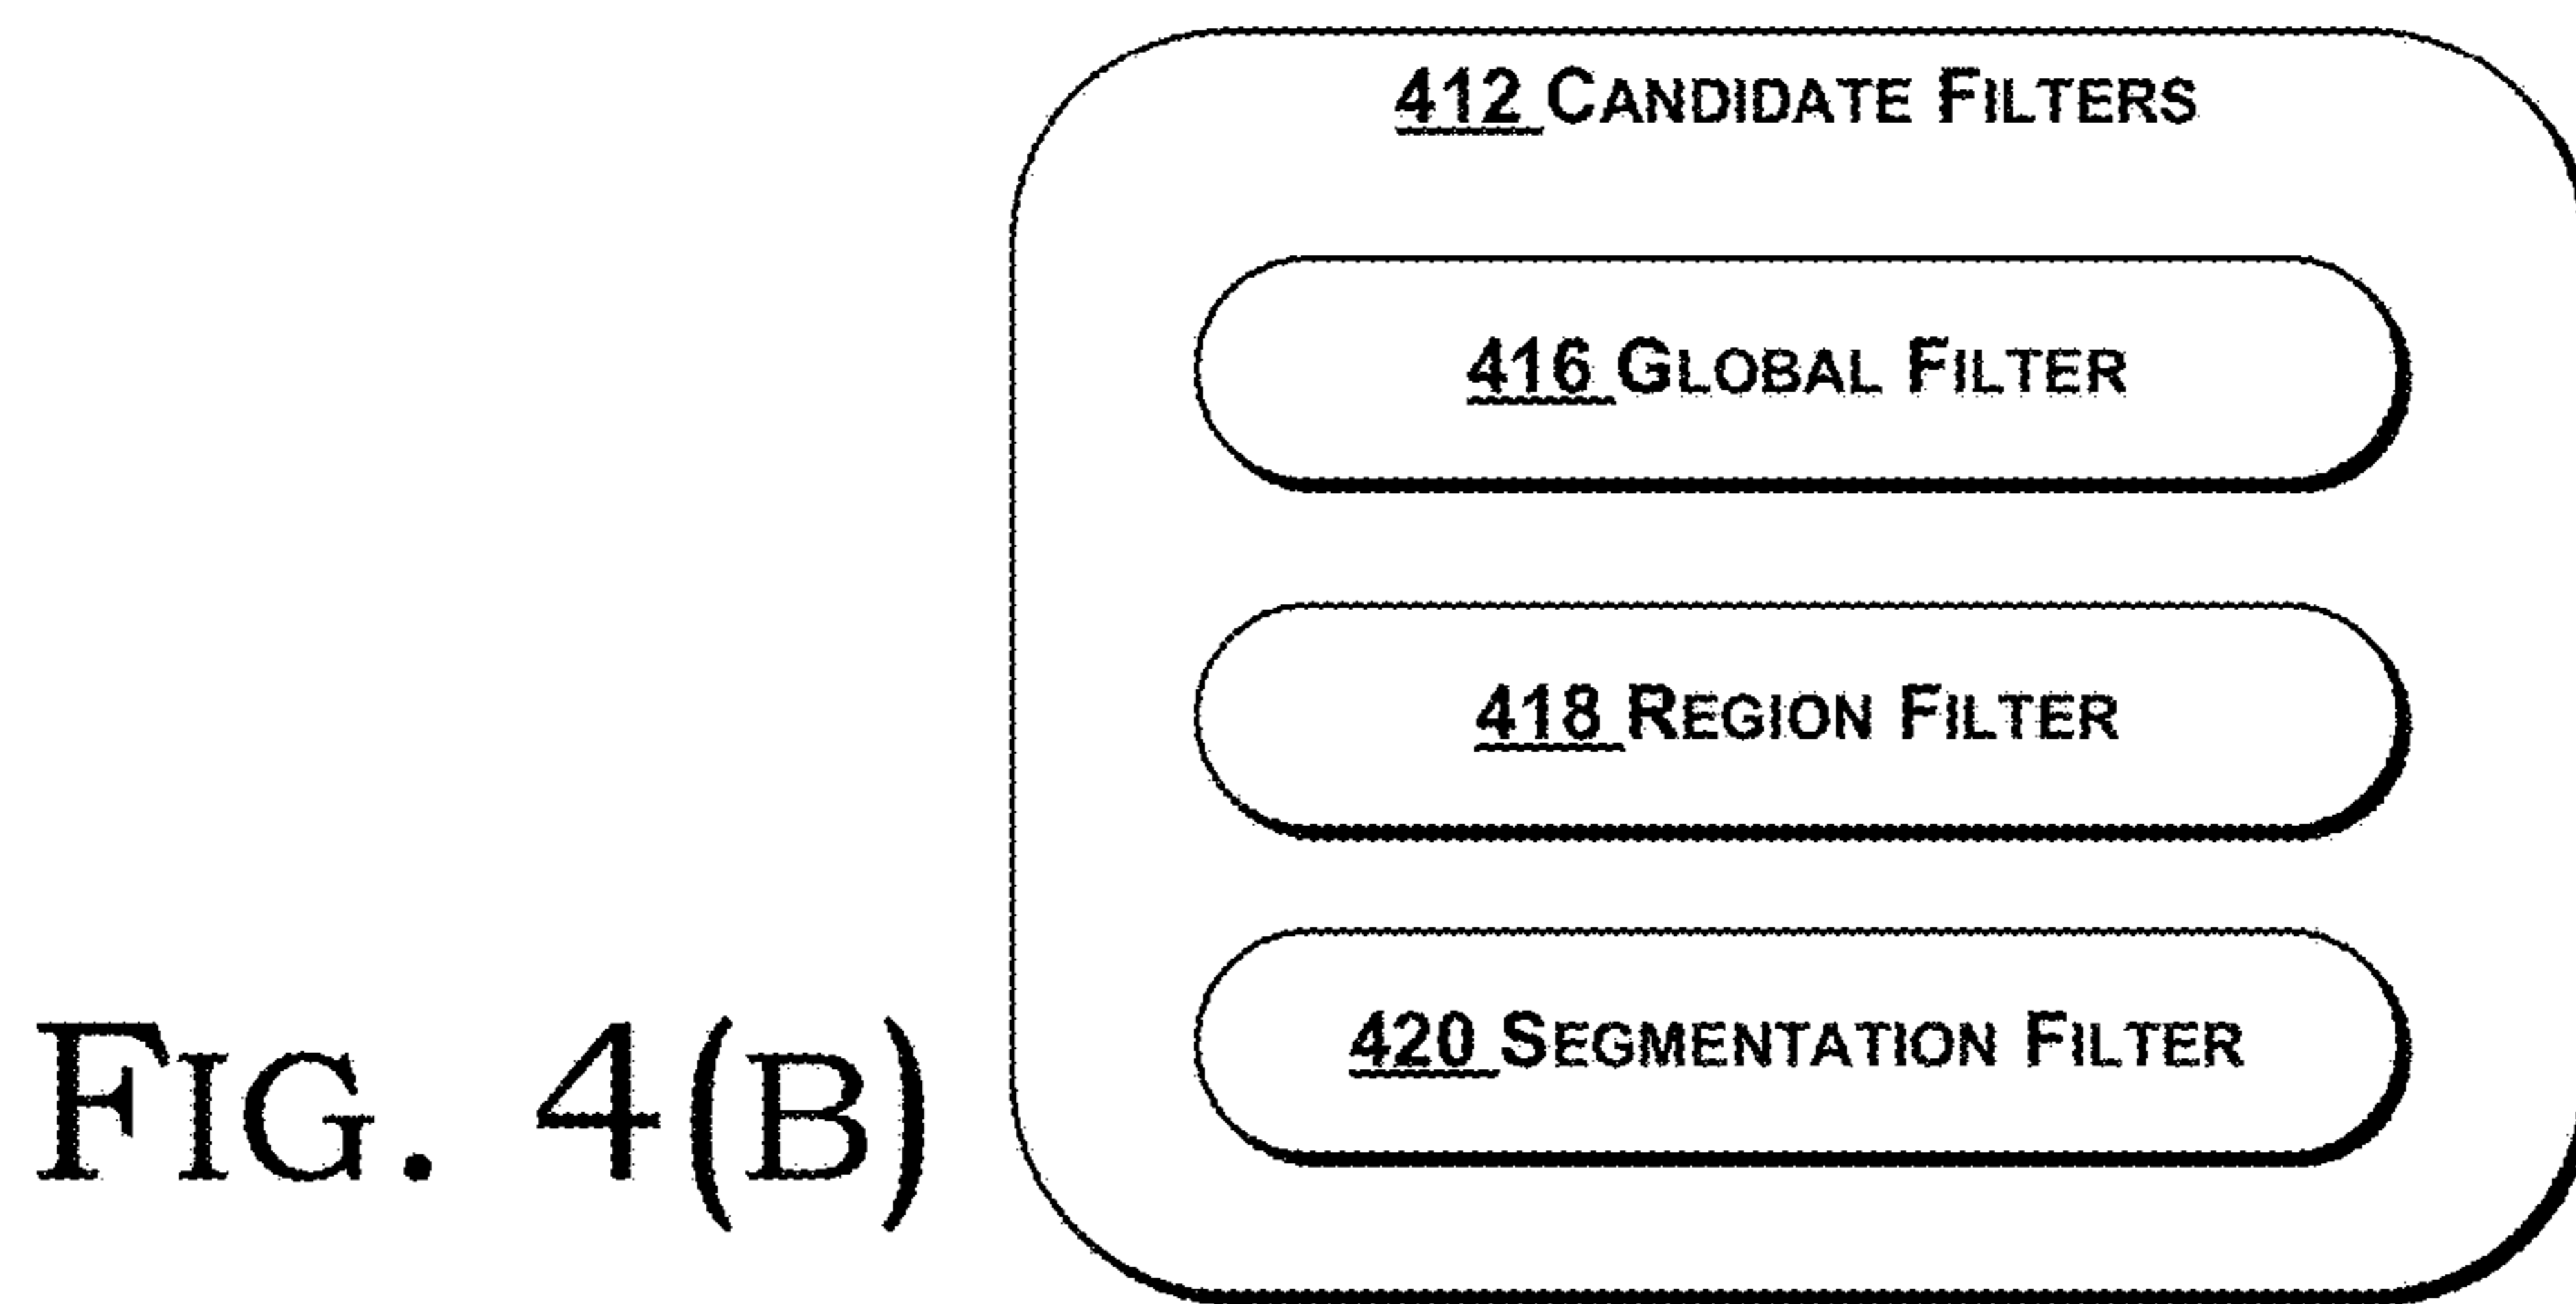 412 CANDIDATE FILTERS
416 GLOBAL FILTER
418 REGION FILTER
420 SEGMENTATION FILTER
FIG. 4(B)